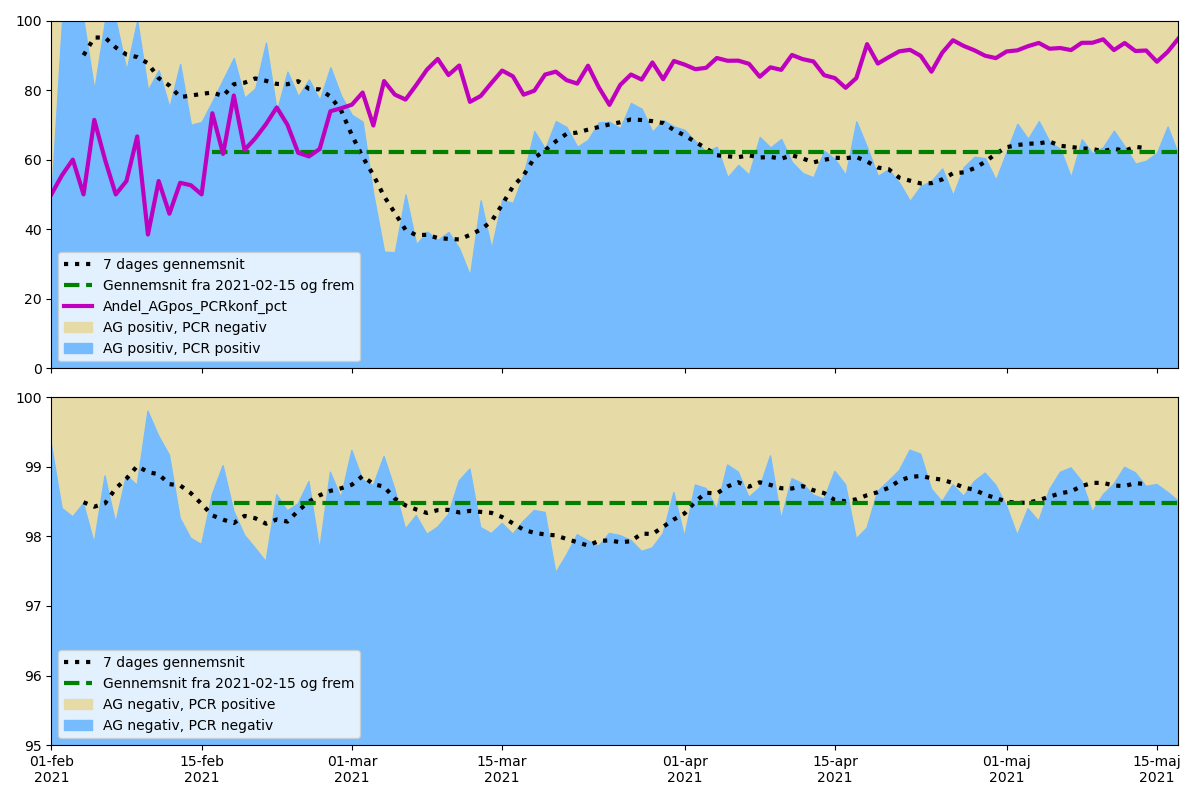 100
80
60
40
20
0
7 dages gennemsnit
Gennemsnit fra 2021-02-15 og frem
Andel_AGpos_PCRkonf_pct
AG positiv, PCR negativ
AG positiv, PCR positiv
100
99
98
97
96
95
7 dages gennemsnit
Gennemsnit fra 2021-02-15 og frem
AG negativ, PCR positive
AG negativ, PCR negativ
01-feb 15-feb 01-mar 15-mar 01-apr 15-apr 01-maj 15-maj
2021 2021 2021 2021 2021 2021 2021 2021